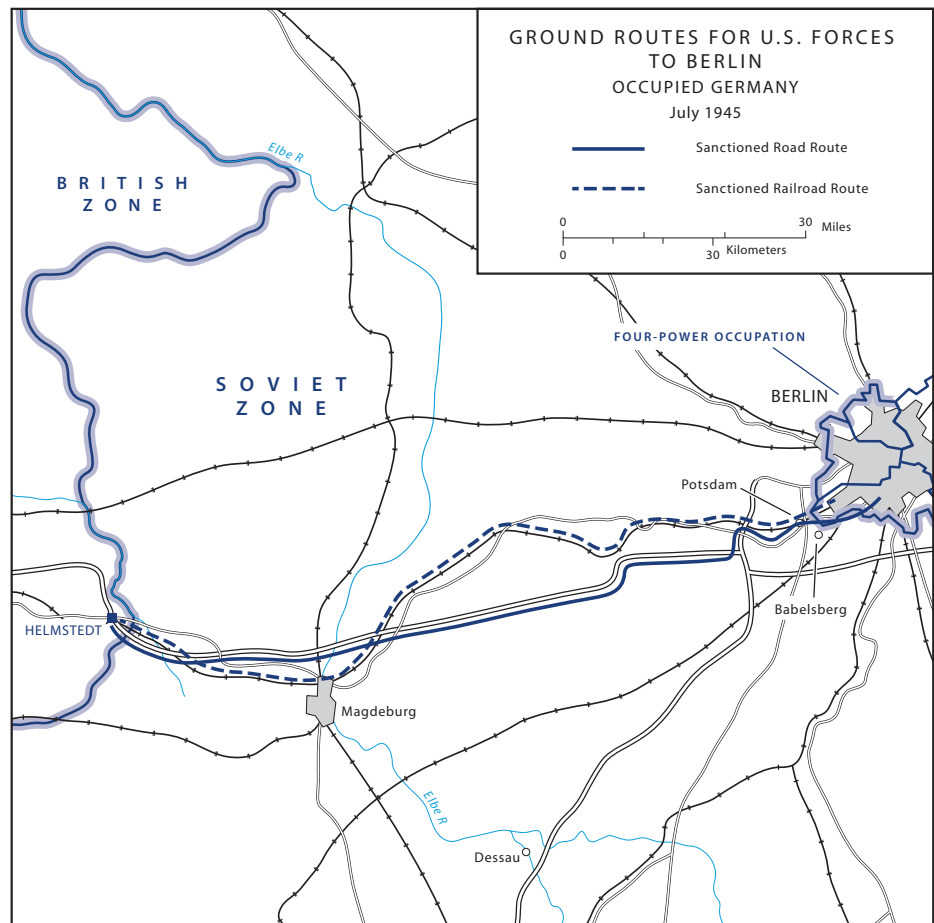 GROUND ROUTES FOR U.S. FORCES
TO BERLIN
OCCUPIED GERMANY
July 1945
Sanctioned Road Route
Sanctioned Railroad Route
0 30 Miles
0 30 Kilometers
Elbe R
BRITISH
ZONE
SOVIET
ZONE
FOUR-POWER OCCUPATION
BERLIN
Potsdam
Babelsberg
HELMSTEDT
Magdeburg
Elbe R
Dessau